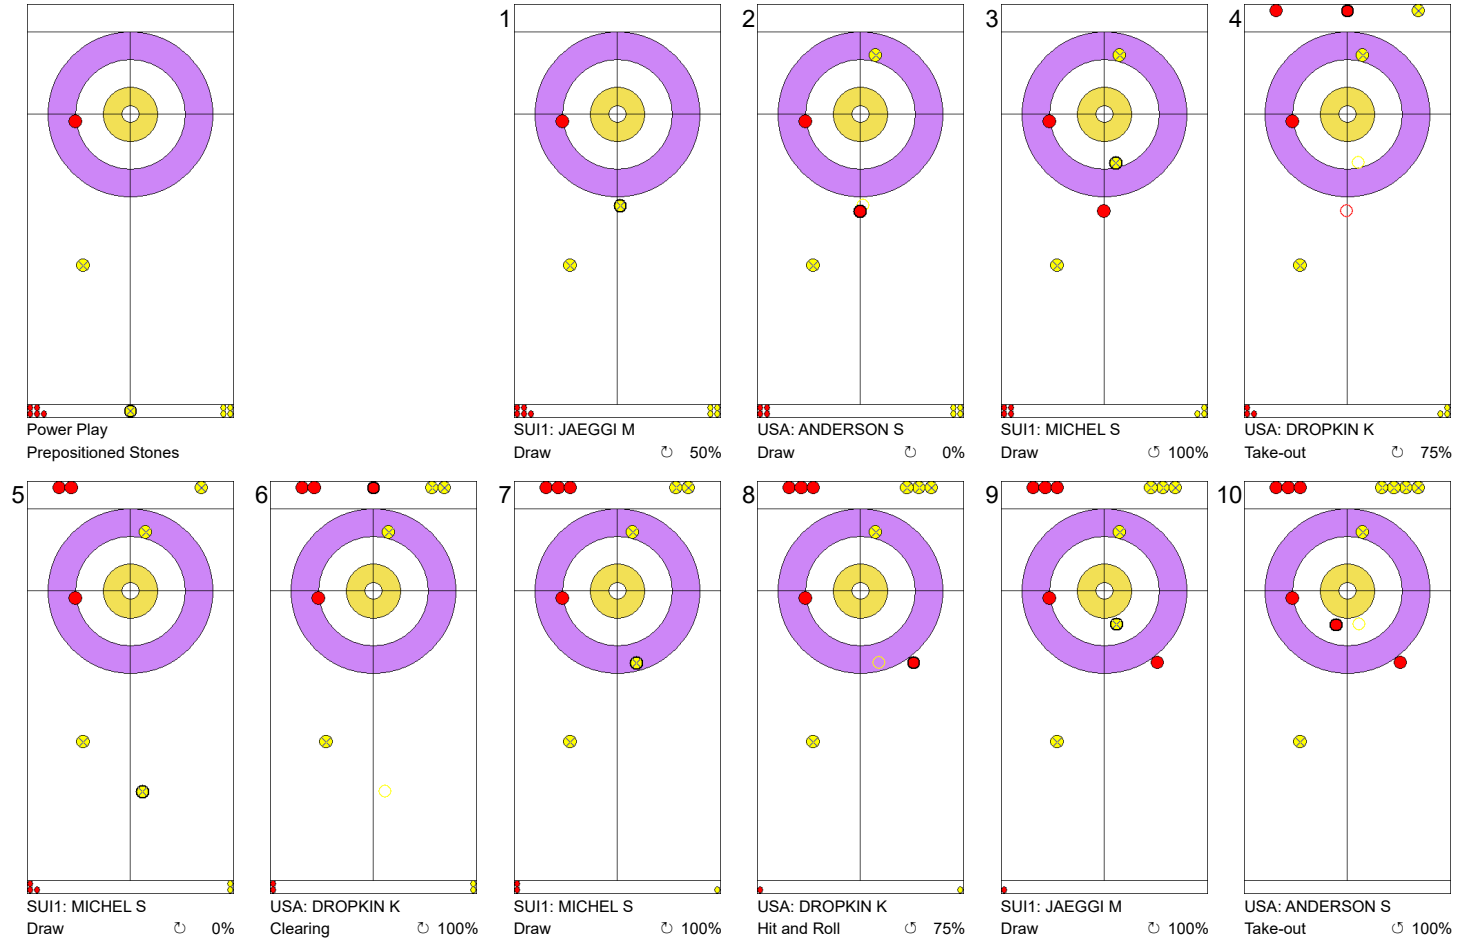 Power Play
Prepositioned Stones
1
SUI1: JAEGGI M
Draw ↻ 50%
2
USA: ANDERSON S
Draw ↻ 0%
3
SUI1: MICHEL S
Draw ↺ 100%
4
USA: DROPKIN K
Take-out ↻ 75%
5
SUI1: MICHEL S
Draw ↻ 0%
6
USA: DROPKIN K
Clearing ↻ 100%
7
SUI1: MICHEL S
Draw ↻ 100%
8
USA: DROPKIN K
Hit and Roll ↺ 75%
9
SUI1: JAEGGI M
Draw ↻ 100%
10
USA: ANDERSON S
Take-out ↻ 100%